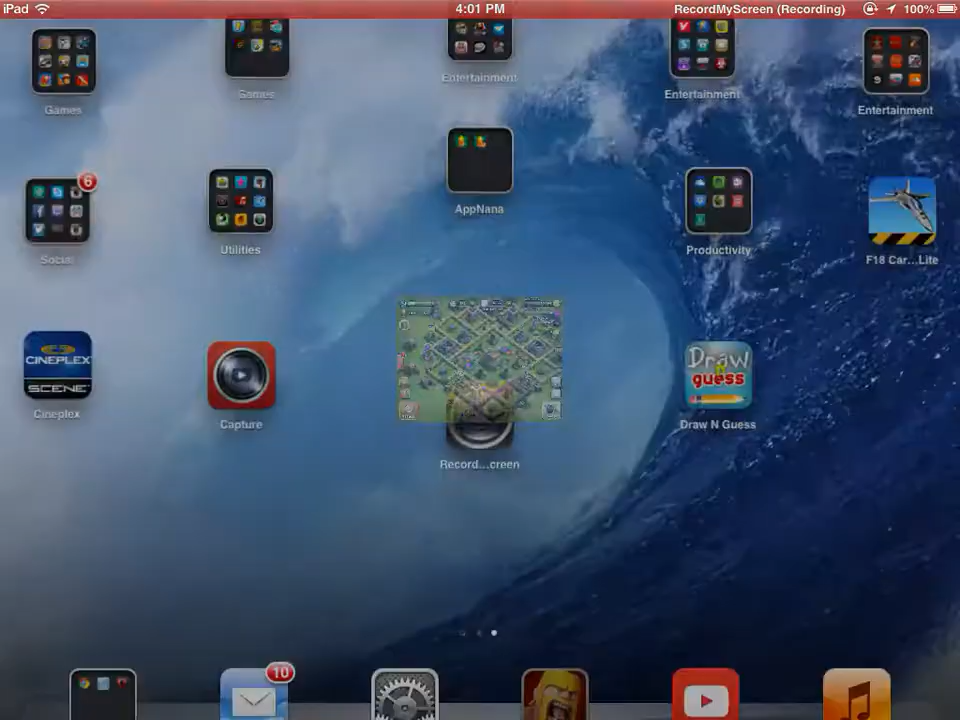 iPad 4:01 PM RecordMyScreen (Recording) 100%
Games Games Entertainment Entertainment Entertainment
6
Social Utilities AppNana Productivity F18 Car...Lite
CINEPLEX
SCENE
Draw
N
guess
Cineplex Capture Record...creen Draw N Guess
10